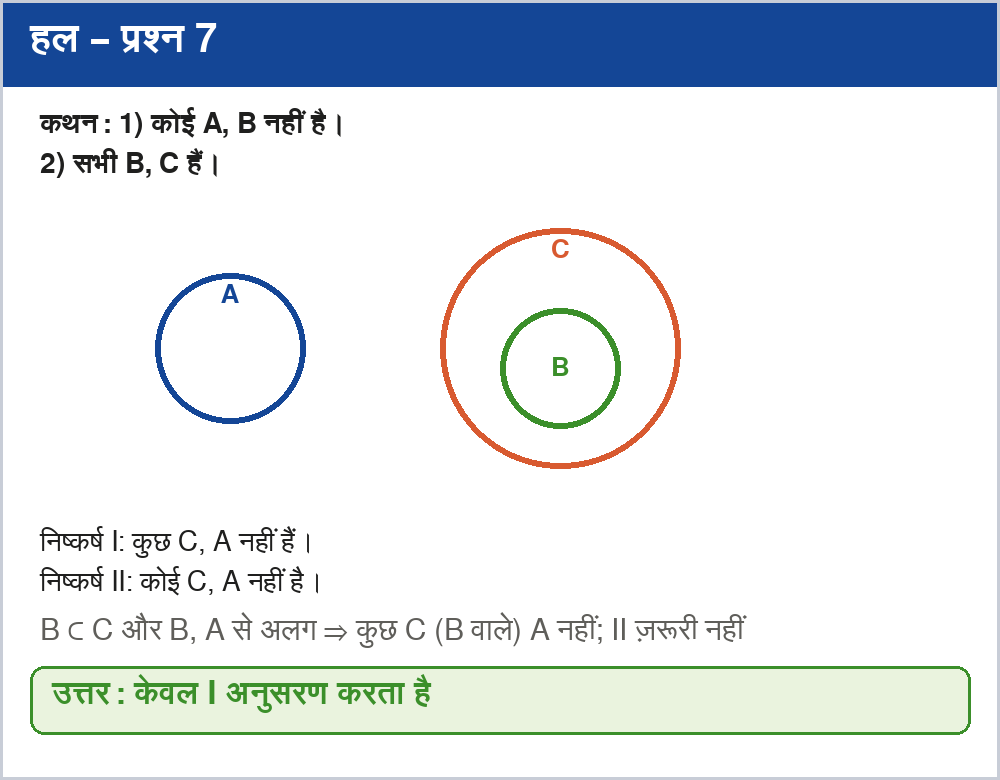 हल – प्रश्न 7
कथन : 1) कोई A, B नहीं है।
2) सभी B, C हैं।
C
A
B
निष्कर्ष I: कुछ C, A नहीं हैं।
निष्कर्ष II: कोई C, A नहीं है।
B ⊂ C और B, A से अलग ⇒ कुछ C (B वाले) A नहीं; II ज़रूरी नहीं
उत्तर : केवल I अनुसरण करता है